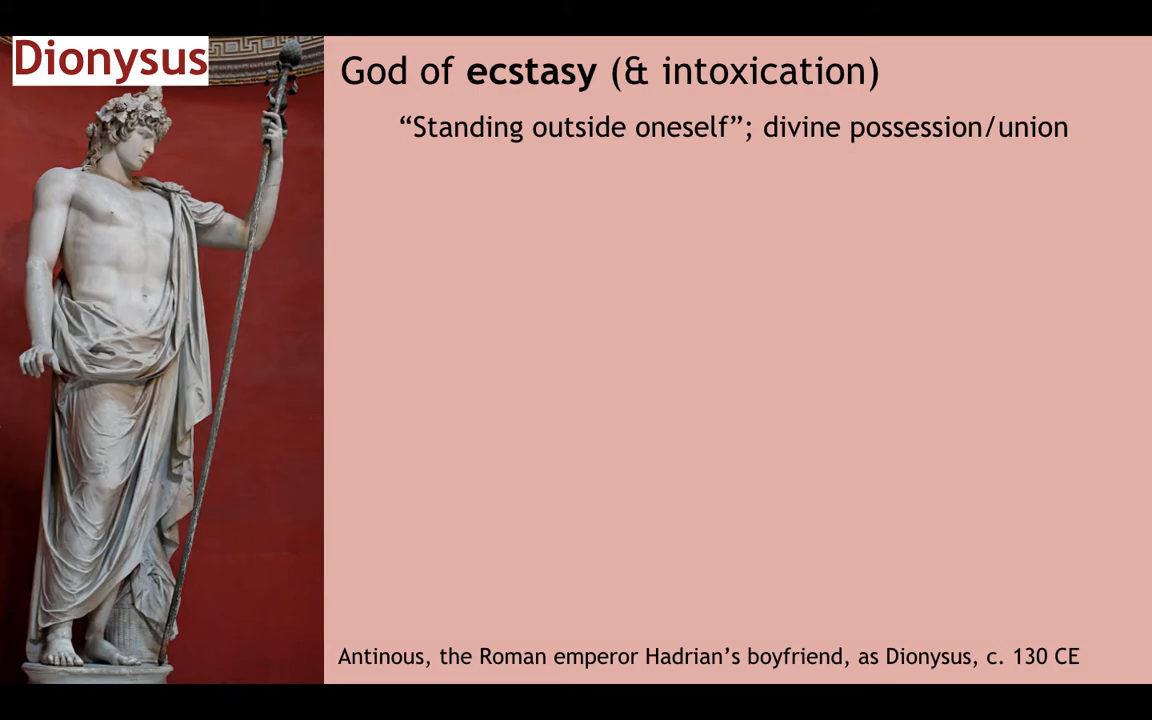 Dionysus
God of ecstasy (& intoxication)
“Standing outside oneself”; divine possession/union
Antinous, the Roman emperor Hadrian’s boyfriend, as Dionysus, c. 130 CE